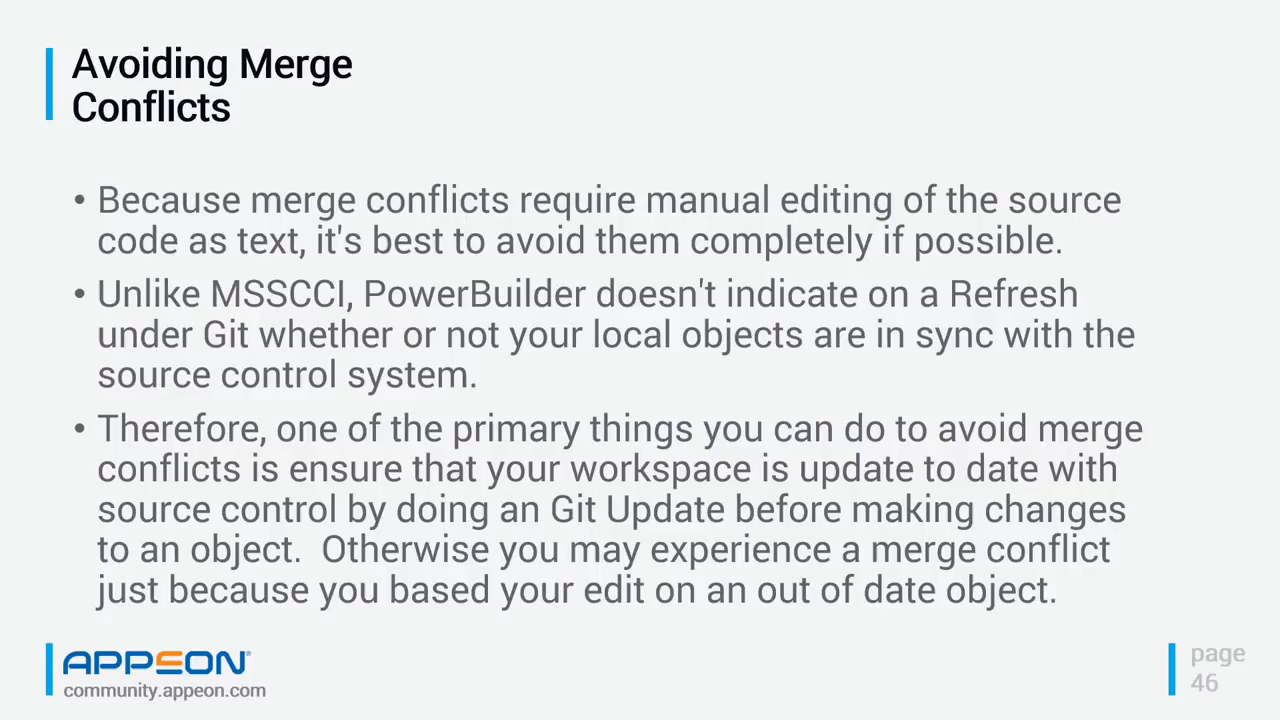 Avoiding Merge
Conflicts
• Because merge conflicts require manual editing of the source
code as text, it's best to avoid them completely if possible.
• Unlike MSSCCI, PowerBuilder doesn't indicate on a Refresh
under Git whether or not your local objects are in sync with the
source control system.
• Therefore, one of the primary things you can do to avoid merge
conflicts is ensure that your workspace is update to date with
source control by doing an Git Update before making changes
to an object.  Otherwise you may experience a merge conflict
just because you based your edit on an out of date object.
APPEON®
community.appeon.com
page
46